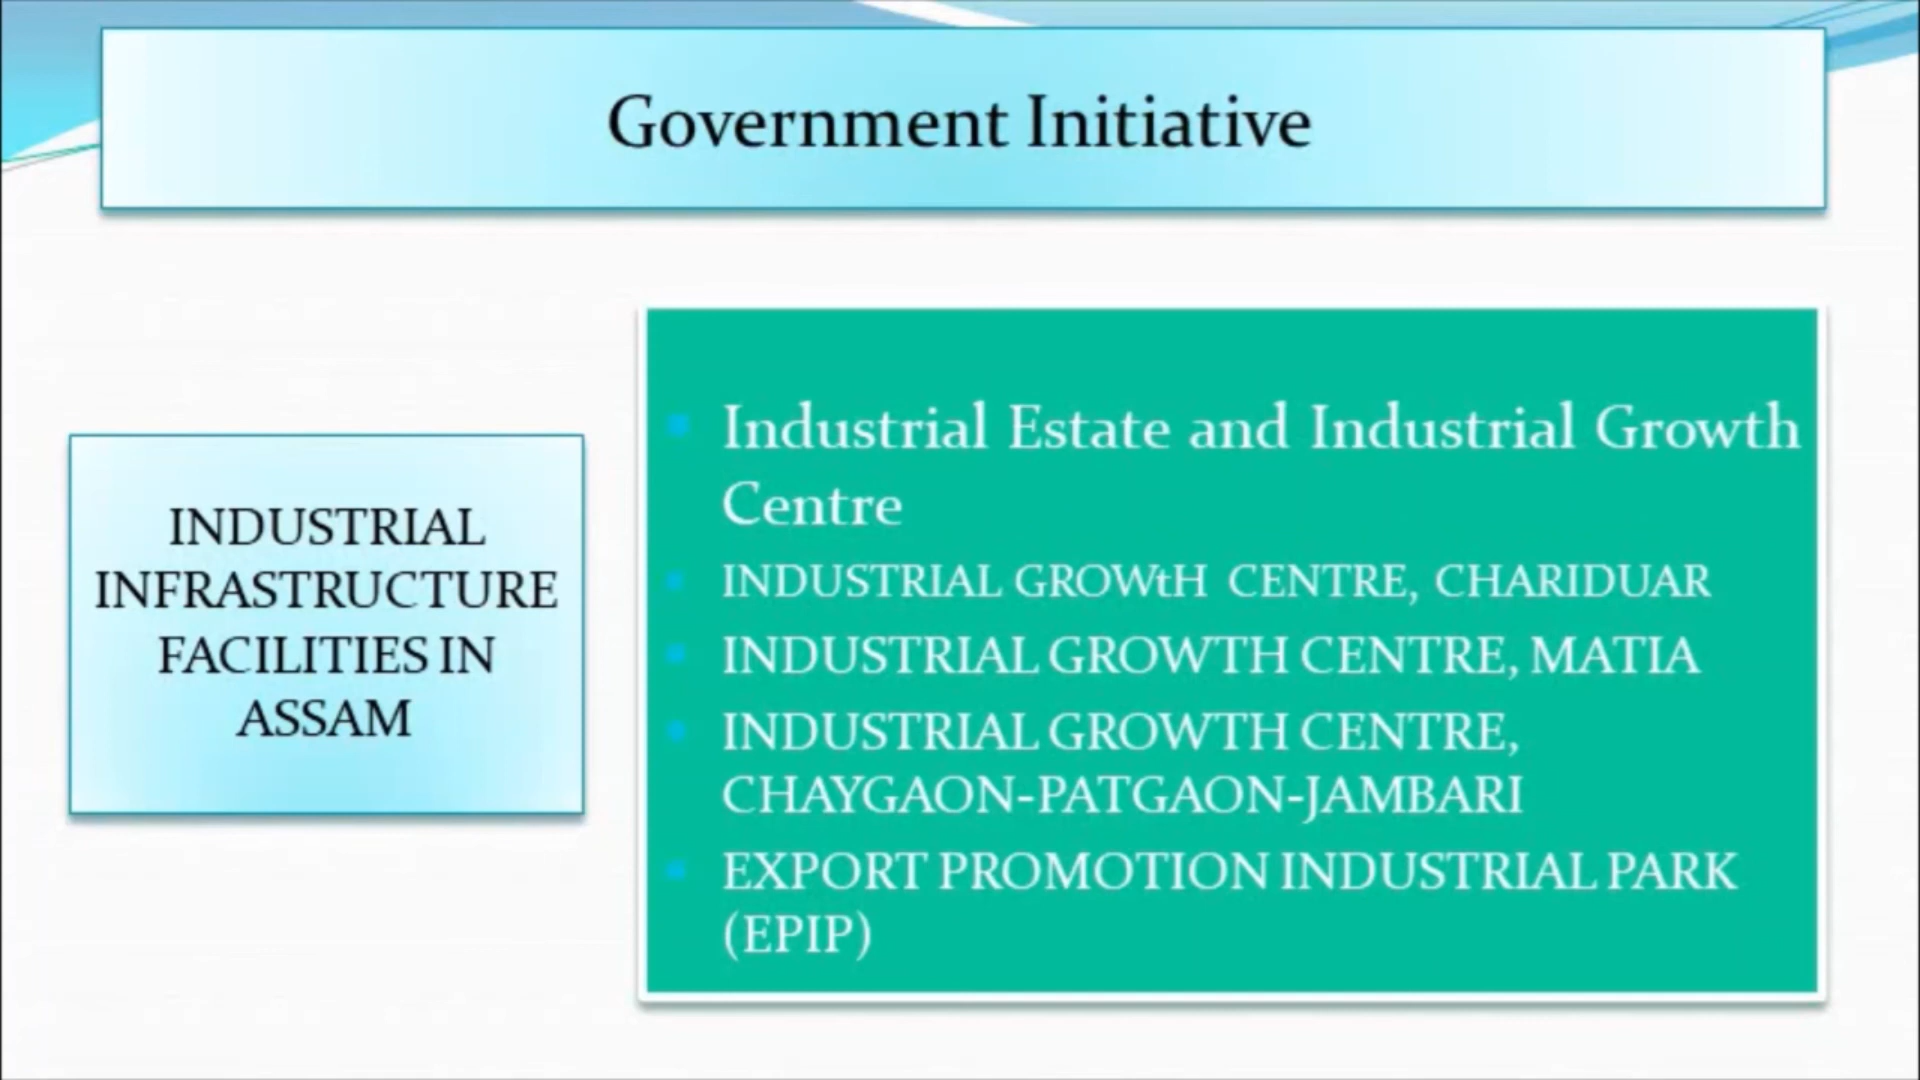 Government Initiative
INDUSTRIAL
INFRASTRUCTURE
FACILITIES IN
ASSAM
Industrial Estate and Industrial Growth
Centre
INDUSTRIAL GROWtH CENTRE, CHARIDUAR
INDUSTRIAL GROWTH CENTRE, MATIA
INDUSTRIAL GROWTH CENTRE,
CHAYGAON-PATGAON-JAMBARI
EXPORT PROMOTION INDUSTRIAL PARK
(EPIP)